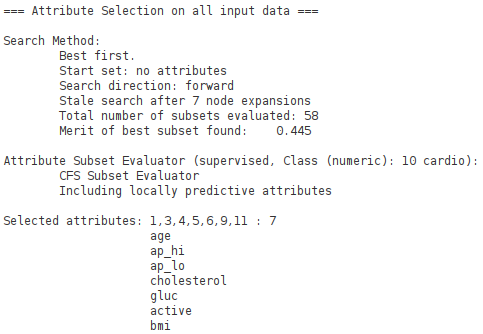 === Attribute Selection on all input data ===
Search Method:
Best first.
Start set: no attributes
Search direction: forward
Stale search after 7 node expansions
Total number of subsets evaluated: 58
Merit of best subset found:    0.445
Attribute Subset Evaluator (supervised, Class (numeric): 10 cardio):
CFS Subset Evaluator
Including locally predictive attributes
Selected attributes: 1,3,4,5,6,9,11 : 7
age
ap_hi
ap_lo
cholesterol
gluc
active
bmi